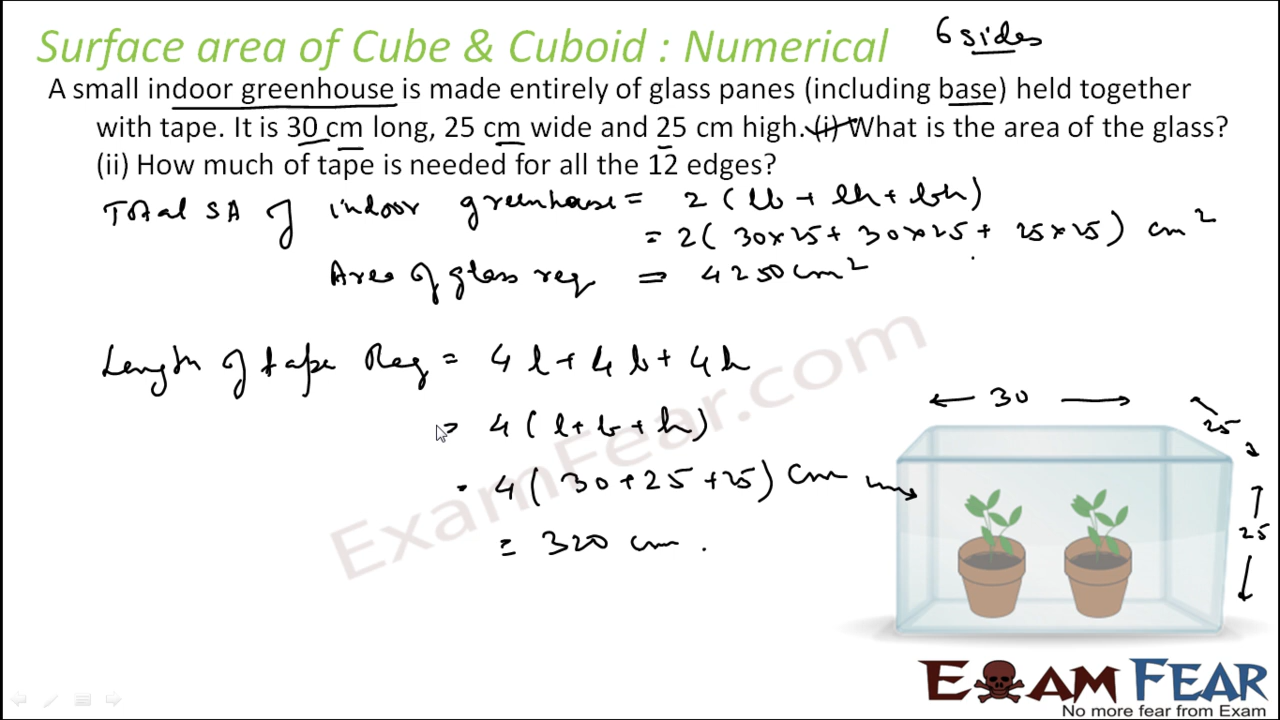 Surface area of Cube & Cuboid : Numerical
6 sides
A small indoor greenhouse is made entirely of glass panes (including base) held together
with tape. It is 30 cm long, 25 cm wide and 25 cm high. (i) What is the area of the glass?
(ii) How much of tape is needed for all the 12 edges?
Total SA of indoor greenhouse = 2 (lb + lh + bh)
= 2 ( 30 x 25 + 30 x 25 + 25 x 25 ) cm²
Area of glass req = 4250 cm²
Length of tape Req = 4 l + 4 b + 4 h
= 4 ( l + b + h )
= 4 ( 30 + 25 + 25 ) cm
= 320 cm .
30
25
25
ExamFear.com
EXAM FEAR
No more fear from Exam